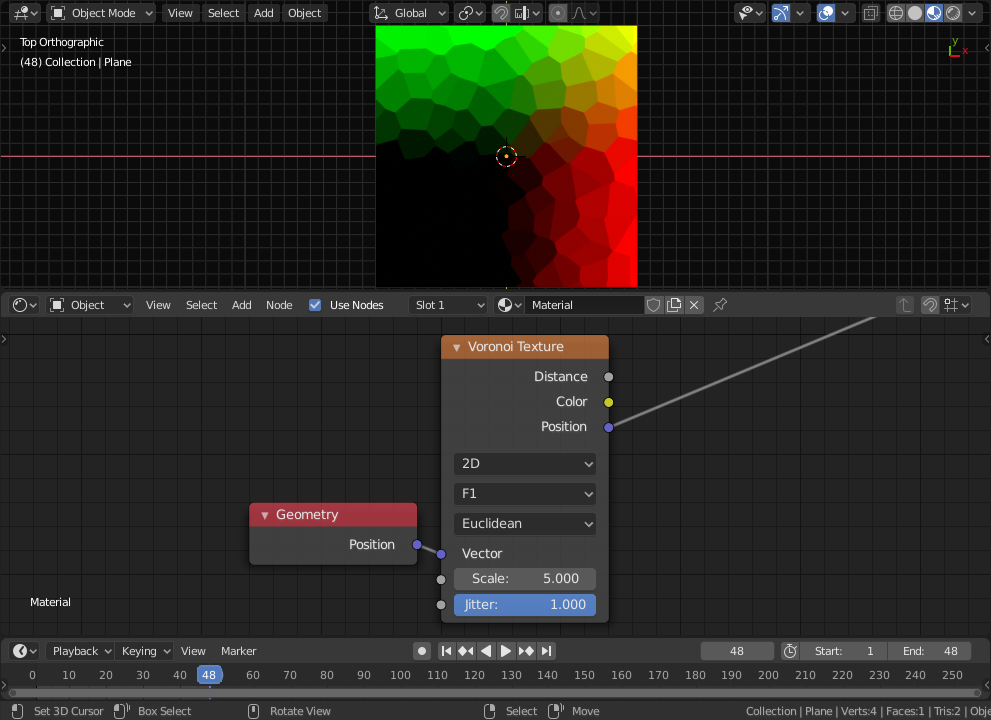 Object Mode View Select Add Object Global
Top Orthographic
(48) Collection | Plane
y
x
Object View Select Add Node Use Nodes Slot 1 Material
Voronoi Texture
Distance
Color
Position
2D
F1
Euclidean
Vector
Scale: 5.000
Jitter: 1.000
Geometry
Position
Material
Playback Keying View Marker 48 Start: 1 End: 48
0 10 20 30 40 48 60 70 80 90 100 110 120 130 140 150 160 170 180 190 200 210 220 230 240 250
Set 3D Cursor Box Select Rotate View Select Move Collection | Plane | Verts:4 | Faces:1 | Tris:2 | Obje